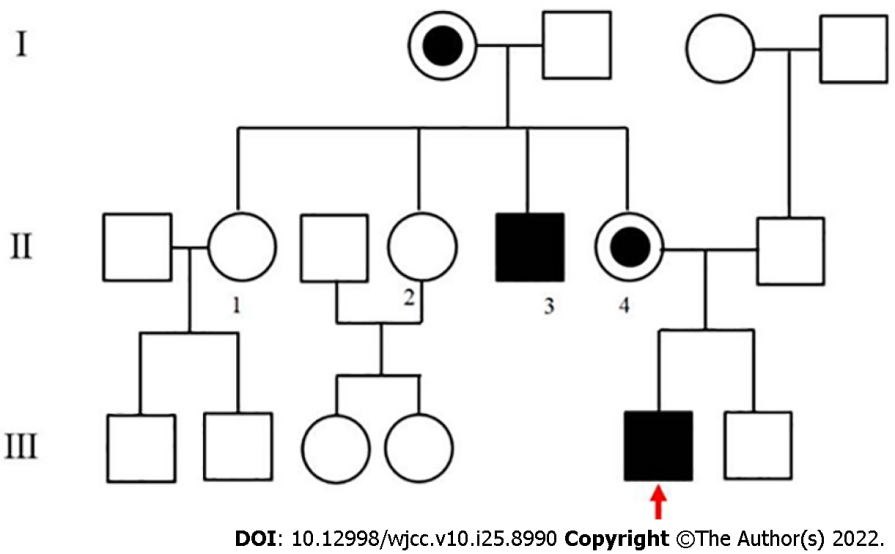 I
II
1
2
3
4
III
DOI: 10.12998/wjcc.v10.i25.8990 Copyright ©The Author(s) 2022.